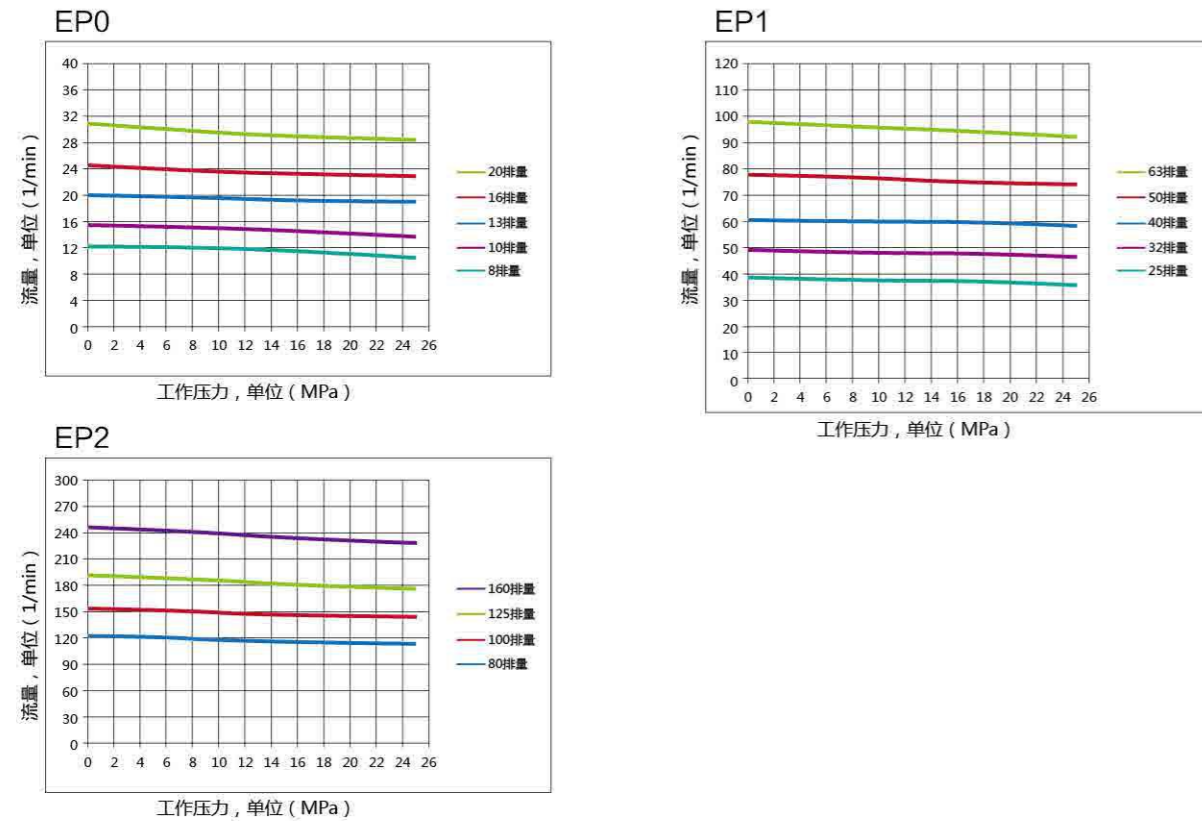 EP0
40
36
32
28
24
20
16
12
8
4
0
0 2 4 6 8 10 12 14 16 18 20 22 24 26
流量，单位（1/min）
工作压力，单位（MPa）
20排量
16排量
13排量
10排量
8排量
EP1
120
110
100
90
80
70
60
50
40
30
20
10
0
0 2 4 6 8 10 12 14 16 18 20 22 24 26
流量，单位（1/min）
工作压力，单位（MPa）
63排量
50排量
40排量
32排量
25排量
EP2
300
270
240
210
180
150
120
90
60
30
0
0 2 4 6 8 10 12 14 16 18 20 22 24 26
流量，单位（1/min）
工作压力，单位（MPa）
160排量
125排量
100排量
80排量